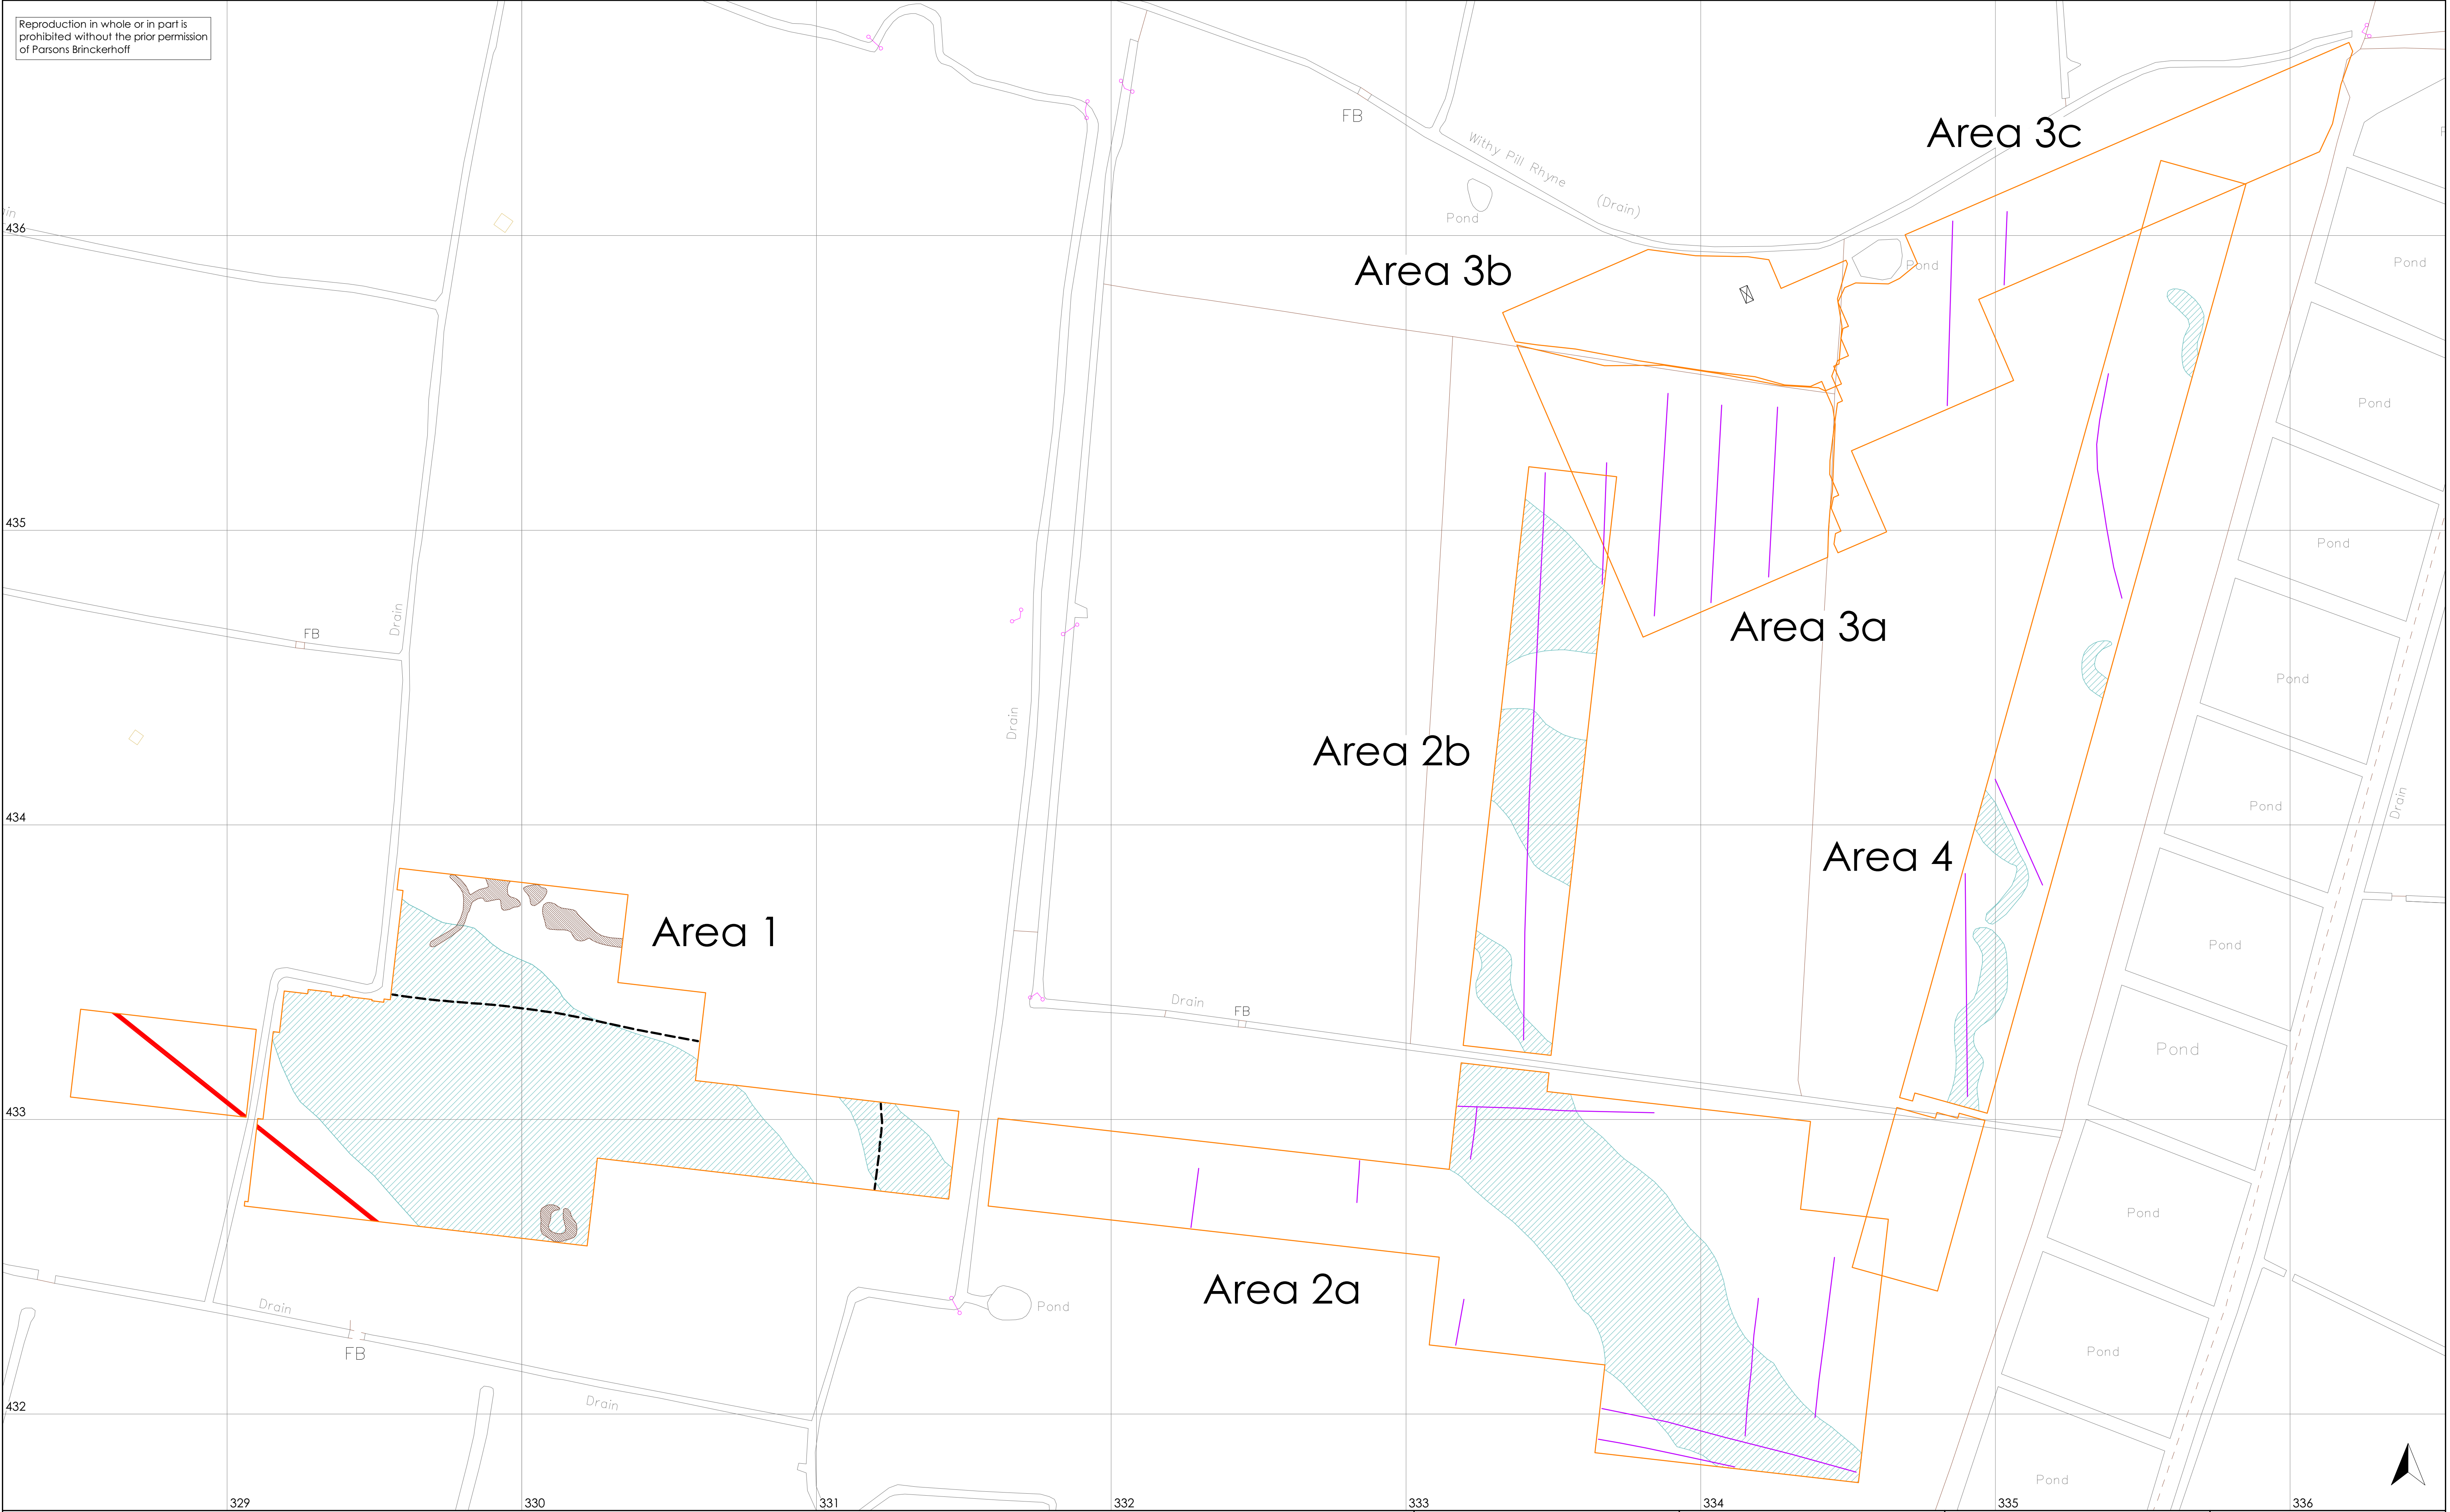 Reproduction in whole or in part is
prohibited without the prior permission
of Parsons Brinckerhoff
FB
Area 3c
Withy Pill Rhyne
(Drain)
Pond
436
Area 3b
Pond
Pond
Pond
435
Pond
FB
Drain
Area 3a
Pond
Drain
Area 2b
Pond
Drain
434
Area 4
Area 1
Pond
Drain
FB
Pond
433
Pond
Area 2a
Drain
Pond
FB
Pond
Drain
432
Pond
329
330
331
332
333
334
335
336